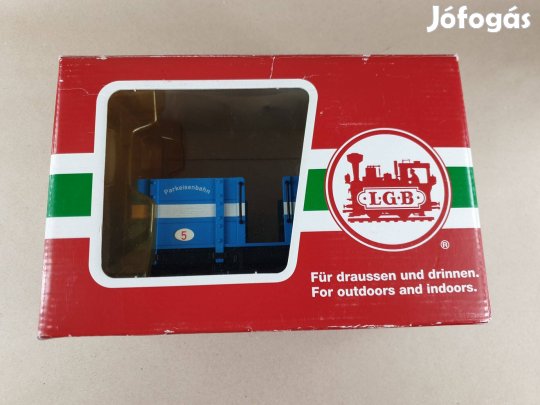 Jófogás
Parkeisenbahn
5
L.G.B
®
Für draussen und drinnen.
For outdoors and indoors.